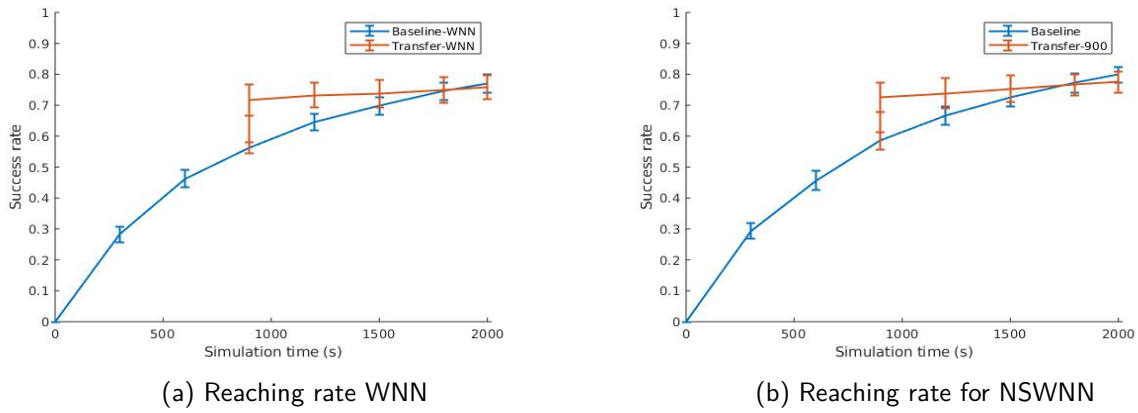 1
0.9
0.8
0.7
0.6
0.5
0.4
0.3
0.2
0.1
0
Success rate
0 500 1000 1500 2000
Simulation time (s)
Baseline-WNN
Transfer-WNN
(a) Reaching rate WNN
1
0.9
0.8
0.7
0.6
0.5
0.4
0.3
0.2
0.1
0
Success rate
0 500 1000 1500 2000
Simulation time (s)
Baseline
Transfer-900
(b) Reaching rate for NSWNN